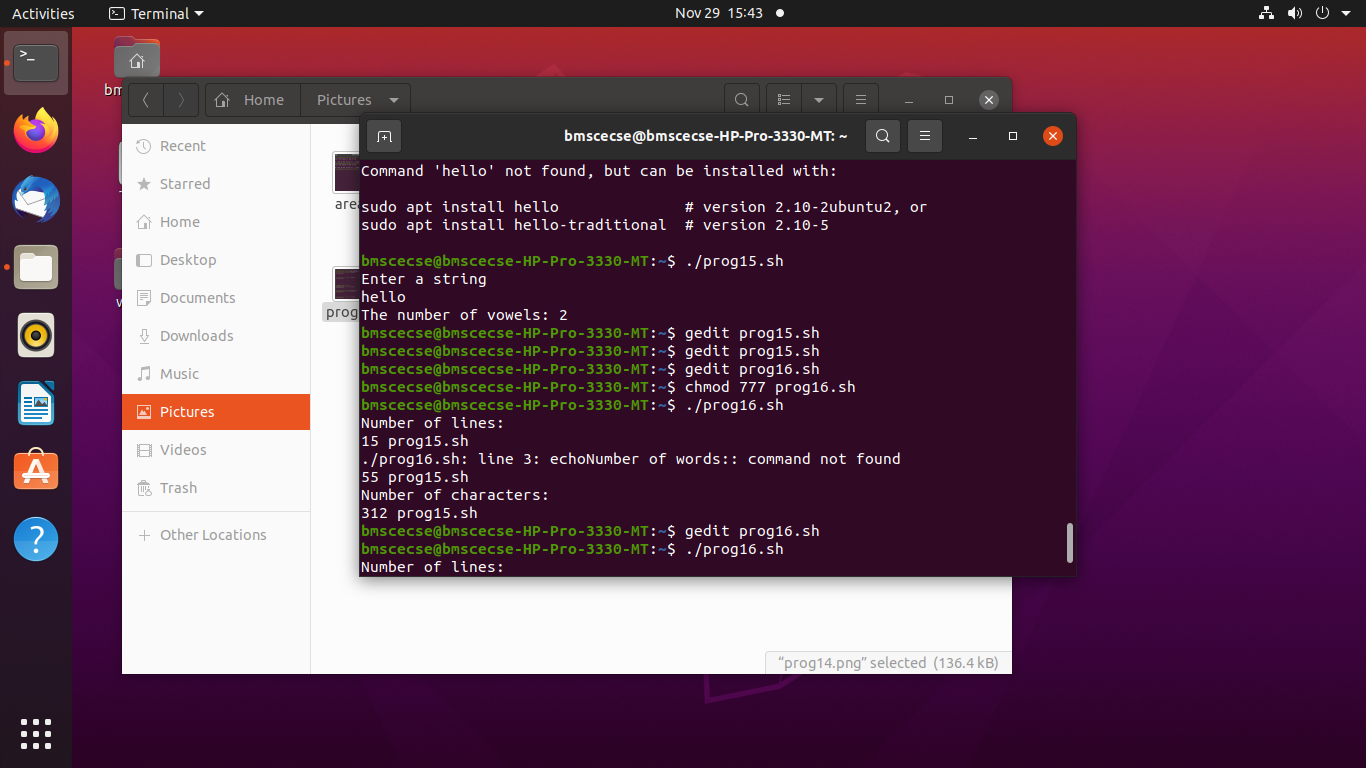 Activities Terminal Nov 29 15:43
Home Pictures
bmscecse@bmscecse-HP-Pro-3330-MT: ~
Recent
Starred
Home
Desktop
Documents
Downloads
Music
Pictures
Videos
Trash
Other Locations
Command 'hello' not found, but can be installed with:
sudo apt install hello # version 2.10-2ubuntu2, or
sudo apt install hello-traditional # version 2.10-5
bmscecse@bmscecse-HP-Pro-3330-MT:~$ ./prog15.sh
Enter a string
hello
The number of vowels: 2
bmscecse@bmscecse-HP-Pro-3330-MT:~$ gedit prog15.sh
bmscecse@bmscecse-HP-Pro-3330-MT:~$ gedit prog15.sh
bmscecse@bmscecse-HP-Pro-3330-MT:~$ gedit prog16.sh
bmscecse@bmscecse-HP-Pro-3330-MT:~$ chmod 777 prog16.sh
bmscecse@bmscecse-HP-Pro-3330-MT:~$ ./prog16.sh
Number of lines:
15 prog15.sh
./prog16.sh: line 3: echoNumber of words:: command not found
55 prog15.sh
Number of characters:
312 prog15.sh
bmscecse@bmscecse-HP-Pro-3330-MT:~$ gedit prog16.sh
bmscecse@bmscecse-HP-Pro-3330-MT:~$ ./prog16.sh
Number of lines:
“prog14.png” selected (136.4 kB)